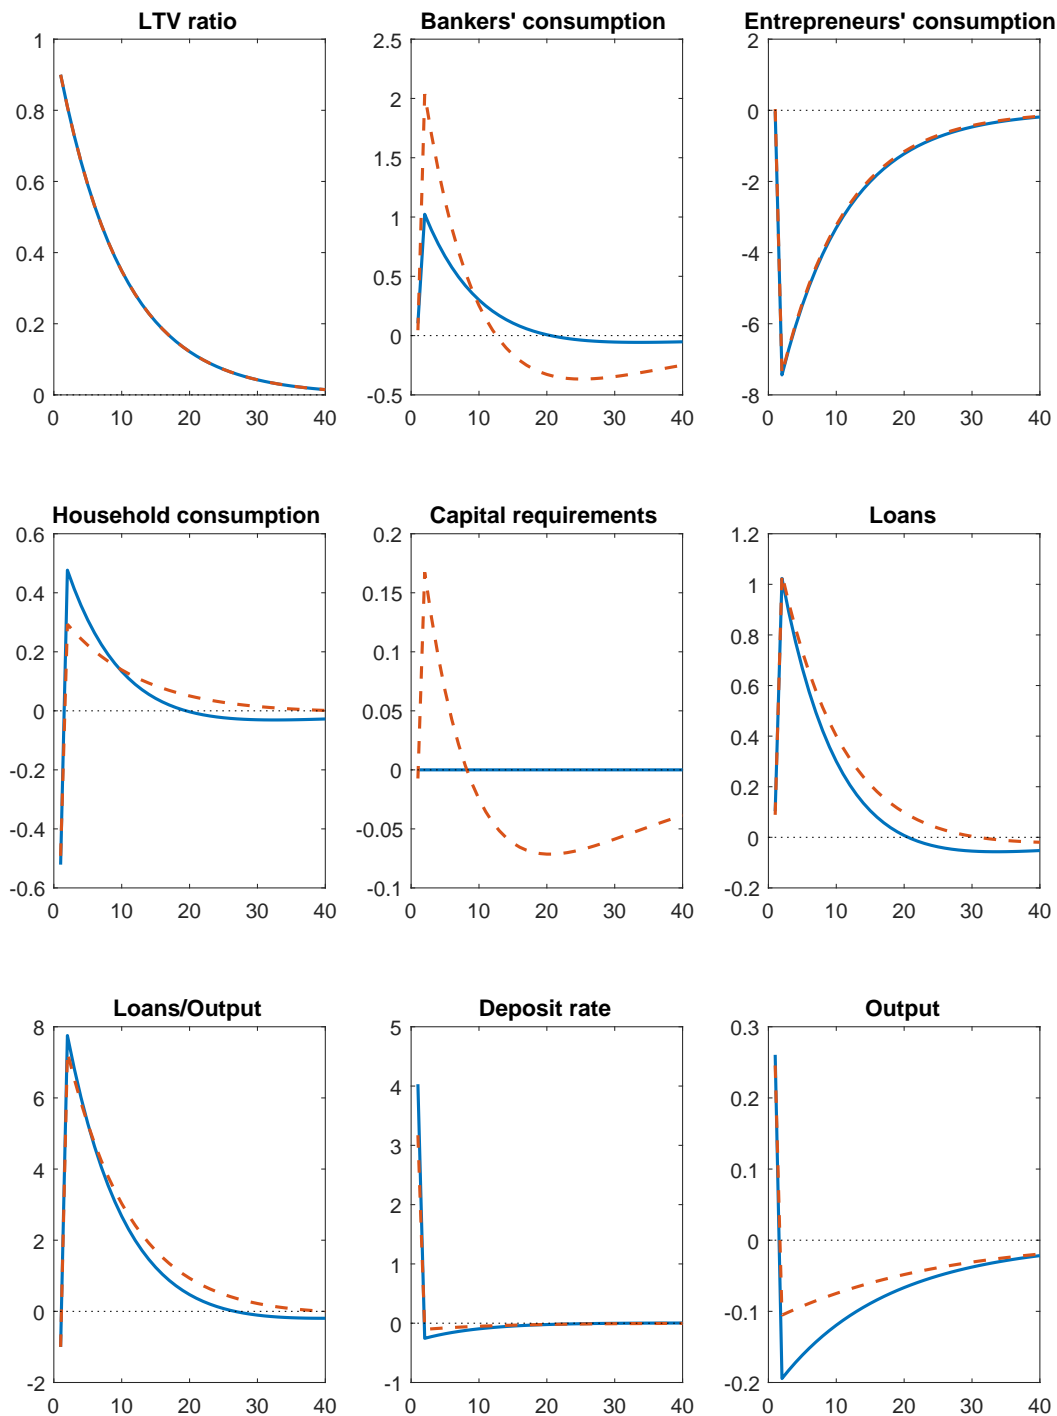 LTV ratio Bankers' consumption Entrepreneurs' consumption
1 2.5 2
0.8 2 0
0.6 1.5 -2
0.4 1 -4
0.2 0.5 -6
0 0 -8
-0.5
0 10 20 30 40 0 10 20 30 40 0 10 20 30 40
Household consumption Capital requirements Loans
0.6 0.2 1.2
0.4 0.15 1
0.2 0.1 0.8
0 0.05 0.6
-0.2 0 0.4
-0.4 -0.05 0.2
-0.6 -0.1 0
-0.2
0 10 20 30 40 0 10 20 30 40 0 10 20 30 40
Loans/Output Deposit rate Output
8 5 0.3
6 4 0.2
4 3 0.1
2 2 0
0 1 -0.1
-2 0 -0.2
-1
0 10 20 30 40 0 10 20 30 40 0 10 20 30 40